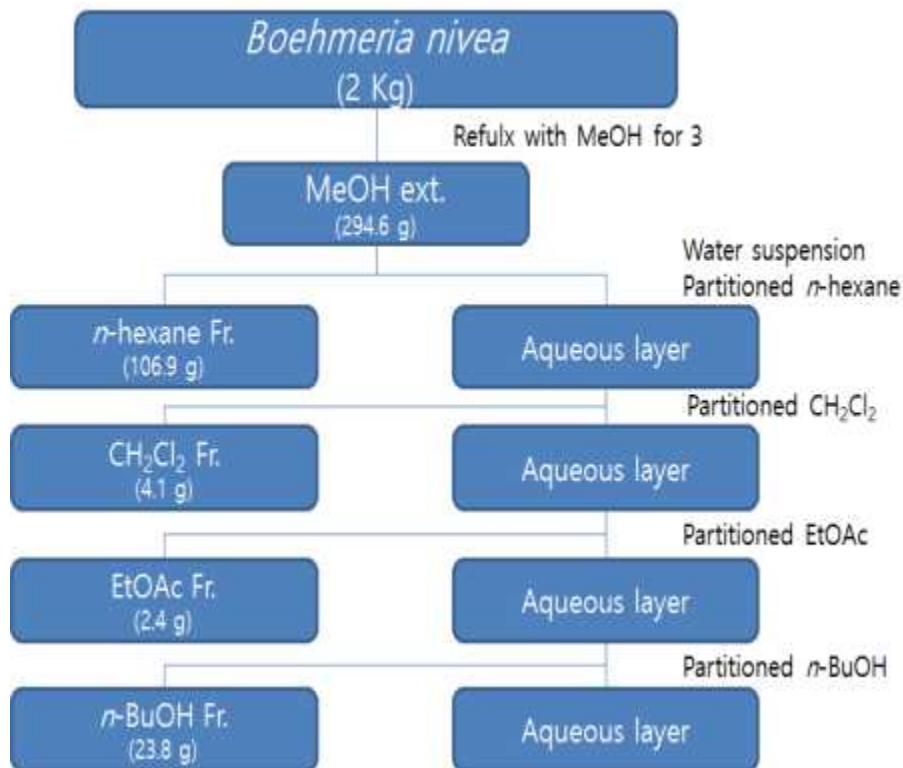 Boehmeria nivea
(2 Kg)
Refulx with MeOH for 3
MeOH ext.
(294.6 g)
Water suspension
Partitioned n-hexane
n-hexane Fr.
(106.9 g)
Aqueous layer
Partitioned CH₂Cl₂
CH₂Cl₂ Fr.
(4.1 g)
Aqueous layer
Partitioned EtOAc
EtOAc Fr.
(2.4 g)
Aqueous layer
Partitioned n-BuOH
n-BuOH Fr.
(23.8 g)
Aqueous layer